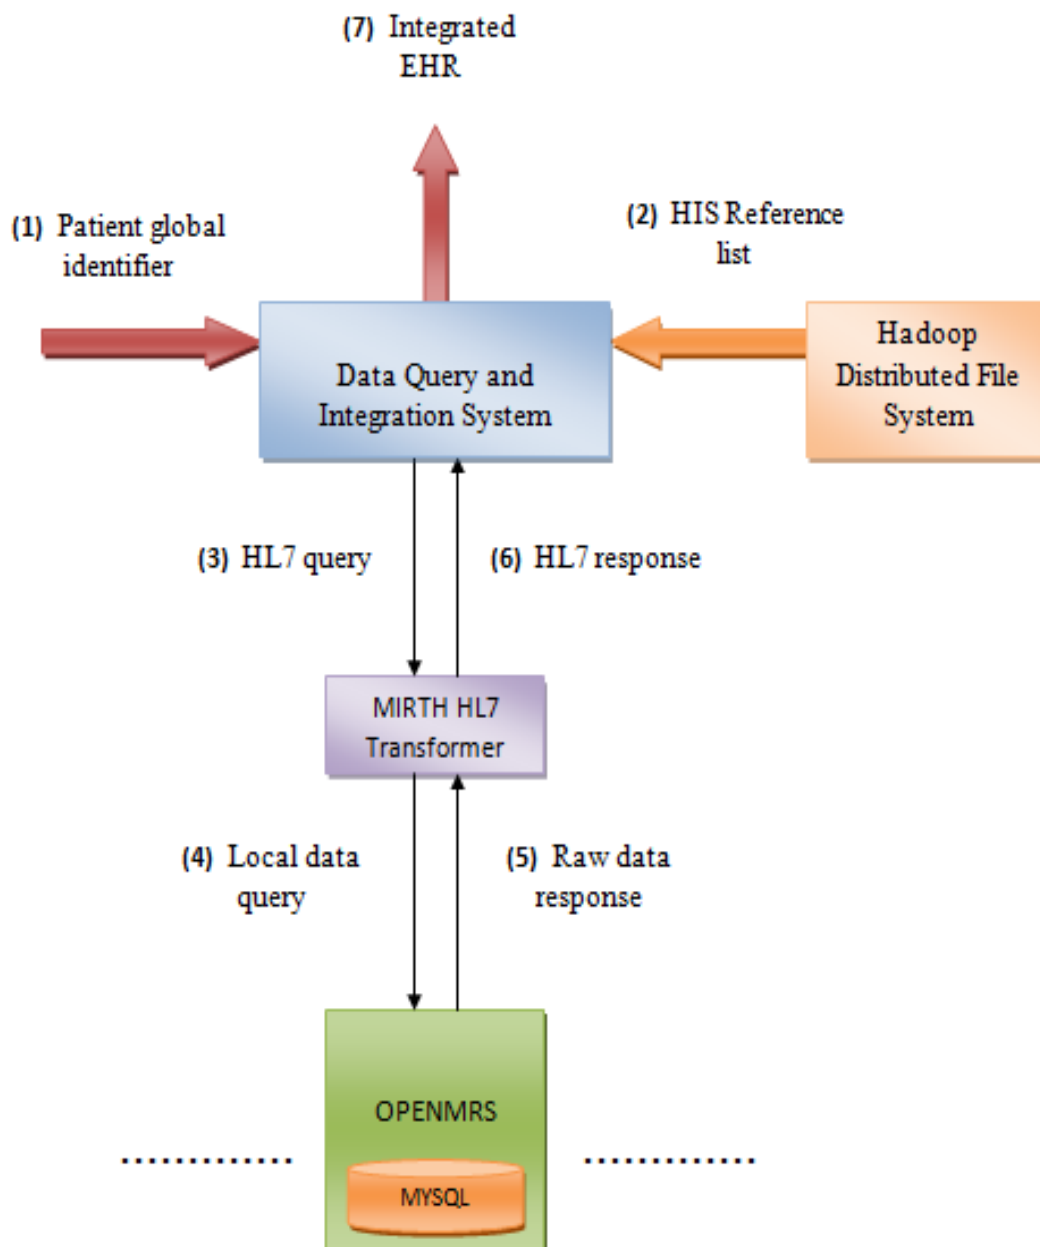 (7) Integrated
EHR
(1) Patient global
identifier
(2) HIS Reference
list
Data Query and
Integration System
Hadoop
Distributed File
System
(3) HL7 query
(6) HL7 response
MIRTH HL7
Transformer
(4) Local data
query
(5) Raw data
response
OPENMRS
.............
.............
MYSQL